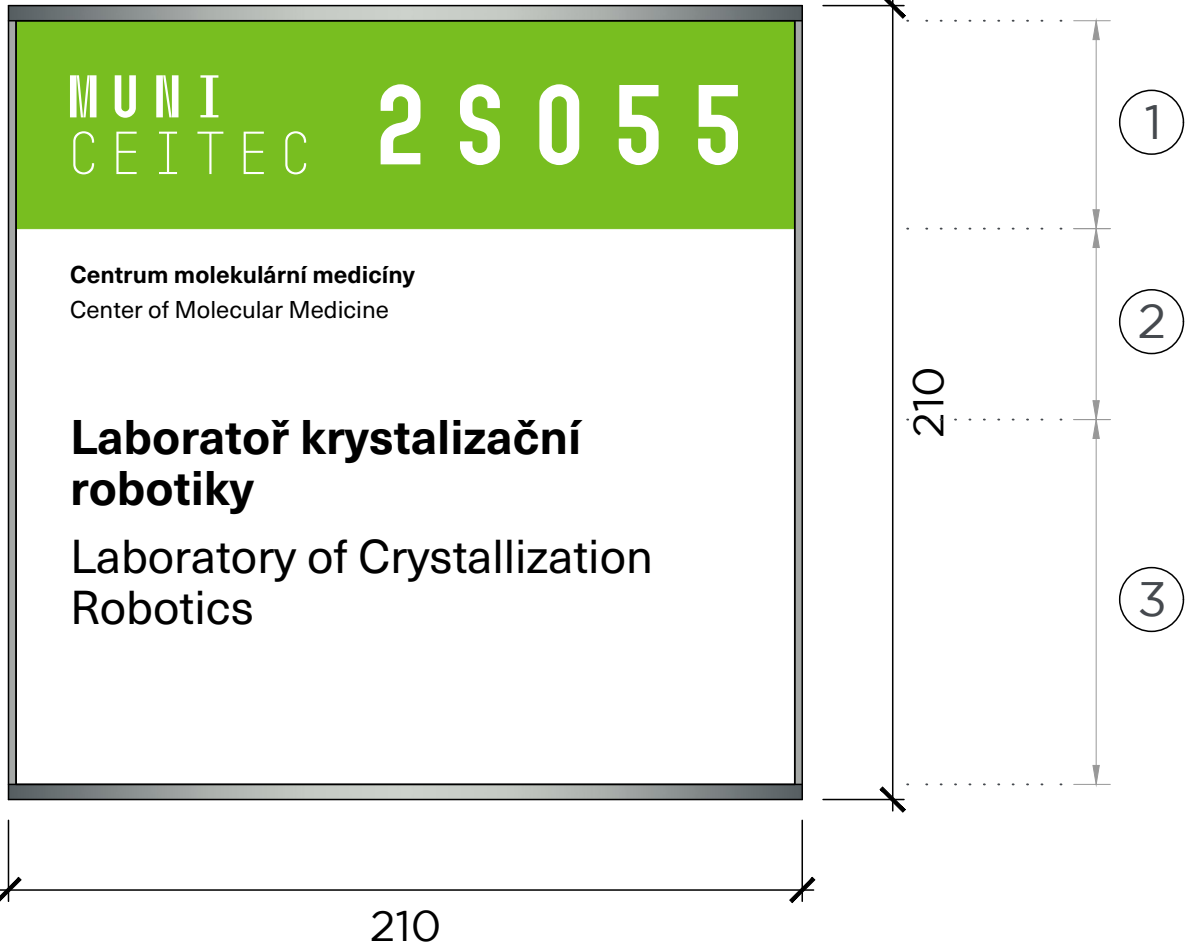 MUNI
CEITEC
2S055
Centrum molekulární medicíny
Center of Molecular Medicine
Laboratoř krystalizační
robotiky
Laboratory of Crystallization
Robotics
1
2
3
210
210